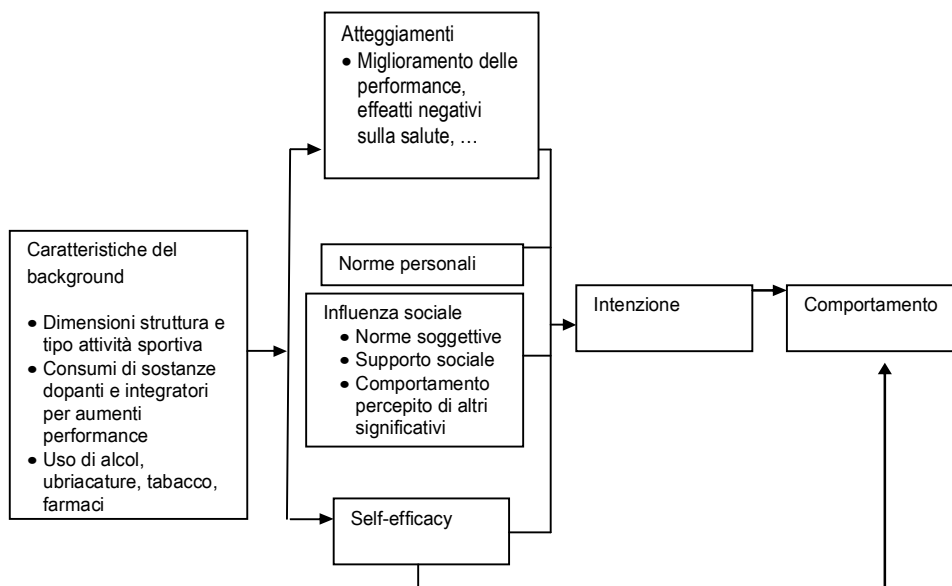 Atteggiamenti
• Miglioramento delle
performance,
effeatti negativi
sulla salute, …
Caratteristiche del
background
• Dimensioni struttura e
tipo attività sportiva
• Consumi di sostanze
dopanti e integratori
per aumenti
performance
• Uso di alcol,
ubriacature, tabacco,
farmaci
Norme personali
Influenza sociale
• Norme soggettive
• Supporto sociale
• Comportamento
percepito di altri
significativi
Self-efficacy
Intenzione
Comportamento